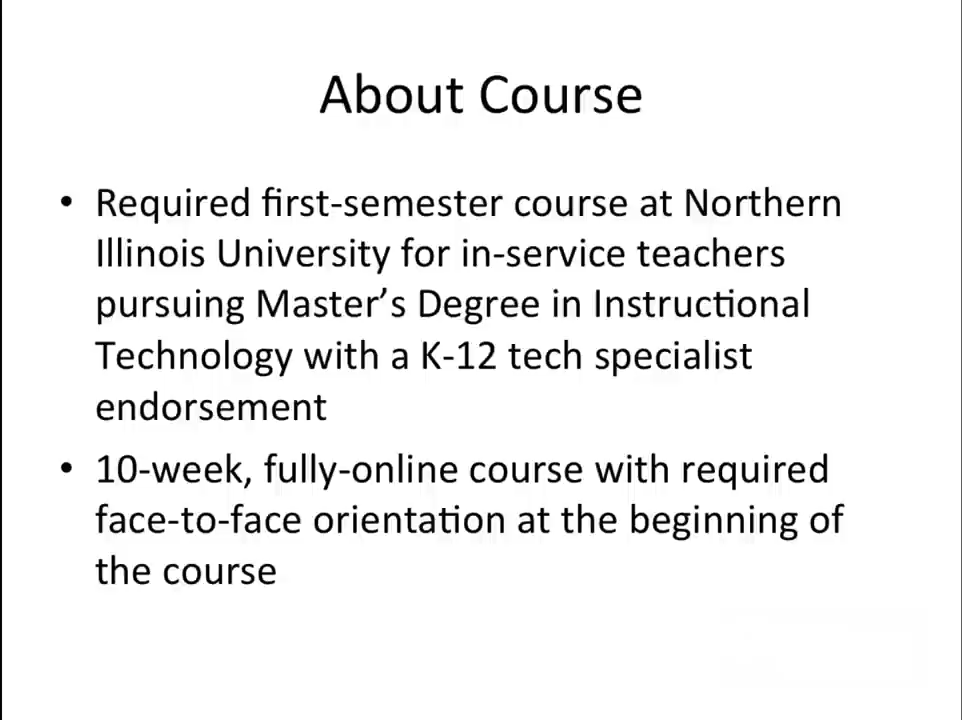 About Course
• Required first-semester course at Northern
Illinois University for in-service teachers
pursuing Master’s Degree in Instructional
Technology with a K-12 tech specialist
endorsement
• 10-week, fully-online course with required
face-to-face orientation at the beginning of
the course